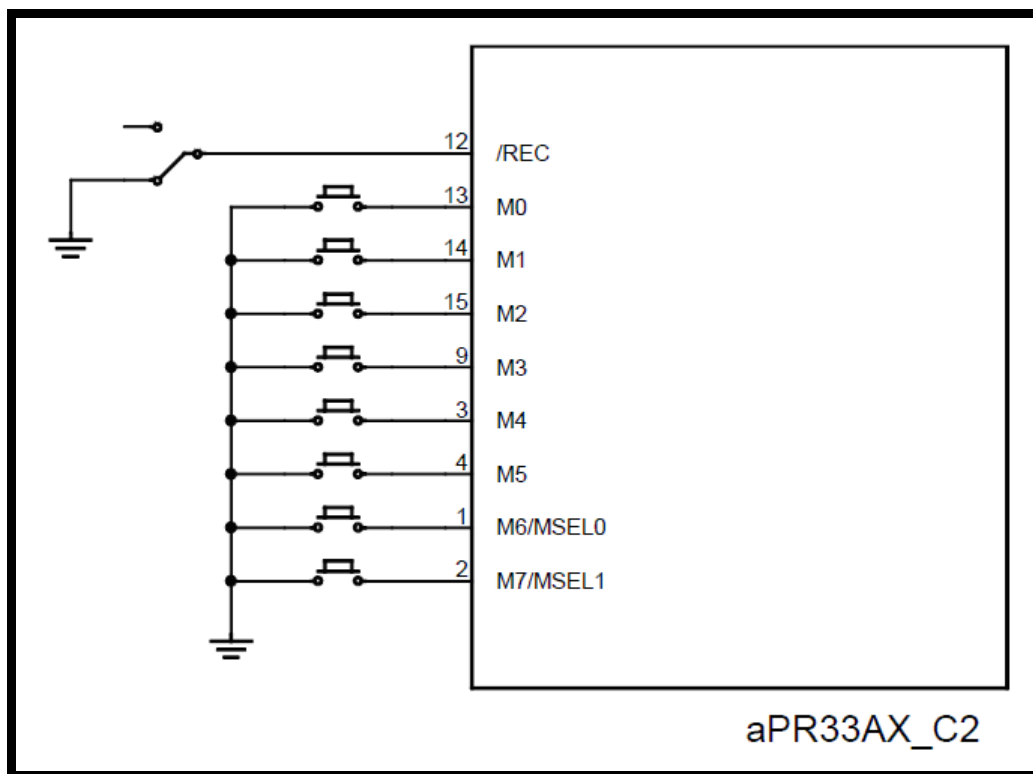 12 /REC
13 M0
14 M1
15 M2
9 M3
3 M4
4 M5
1 M6/MSEL0
2 M7/MSEL1
aPR33AX_C2